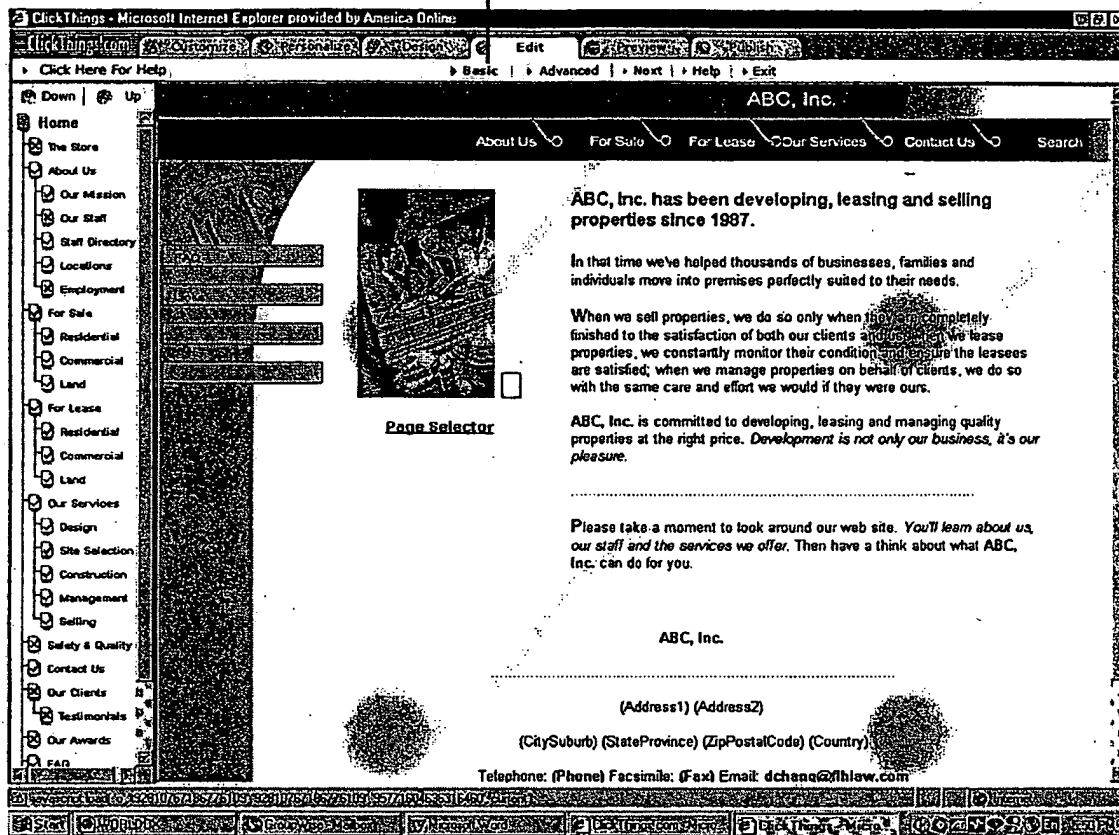 ClickThings - Microsoft Internet Explorer provided by America Online
ClickThings.com Customize Personalize Design Edit Preview Publish
Click Here For Help
Basic | Advanced | Next | Help | Exit
Down | Up
Home
The Store
About Us
Our Mission
Our Staff
Staff Directory
Locations
Employment
For Sale
Residential
Commercial
Land
For Lease
Residential
Commercial
Land
Our Services
Design
Site Selection
Construction
Management
Selling
Safety & Quality
Contact Us
Our Clients
Testimonials
Our Awards
FAQ
ABC, Inc.
About Us For Sale For Lease Our Services Contact Us Search
Page Selector
ABC, Inc. has been developing, leasing and selling
properties since 1987.
In that time we've helped thousands of businesses, families and
individuals move into premises perfectly suited to their needs.
When we sell properties, we do so only when they are completely
finished to the satisfaction of both our clients and us; when we lease
properties, we constantly monitor their condition and ensure the leasees
are satisfied; when we manage properties on behalf of clients, we do so
with the same care and effort we would if they were ours.
ABC, Inc. is committed to developing, leasing and managing quality
properties at the right price. Development is not only our business, it's our
pleasure.
Please take a moment to look around our web site. You'll learn about us,
our staff and the services we offer. Then have a think about what ABC,
Inc. can do for you.
ABC, Inc.
(Address1) (Address2)
(CitySuburb) (StateProvince) (ZipPostalCode) (Country)
Telephone: (Phone) Facsimile: (Fax) Email: dchang@flhlaw.com
Start